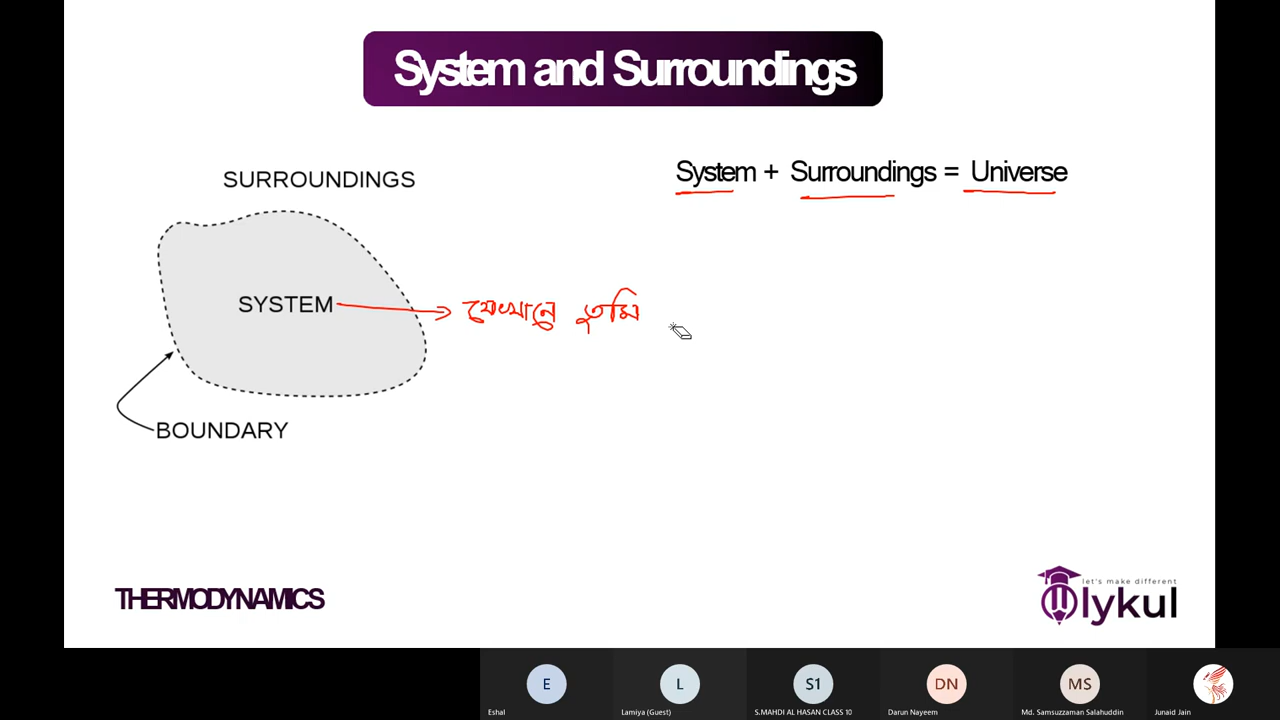 System and Surroundings
SURROUNDINGS
System + Surroundings = Universe
SYSTEM
যেখানে তুমি
BOUNDARY
THERMODYNAMICS
let's make different
lykul
E
L
S1
DN
MS
Eshal
Lamiya (Guest)
S.MAHDI AL HASAN CLASS 10
Darun Nayeem
Md. Samsuzzaman Salahuddin
Junaid Jain